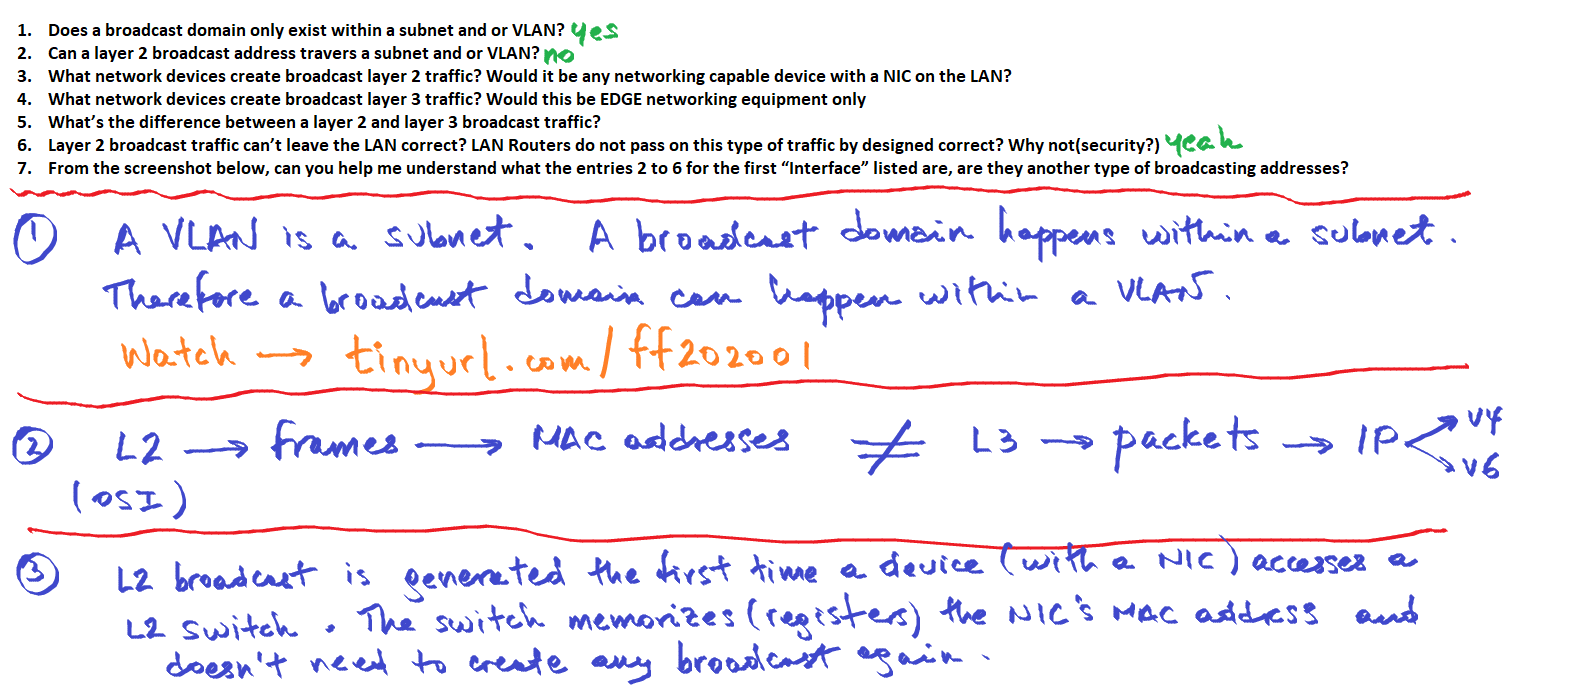 1. Does a broadcast domain only exist within a subnet and or VLAN? yes
2. Can a layer 2 broadcast address travers a subnet and or VLAN? no
3. What network devices create broadcast layer 2 traffic? Would it be any networking capable device with a NIC on the LAN?
4. What network devices create broadcast layer 3 traffic? Would this be EDGE networking equipment only
5. What's the difference between a layer 2 and layer 3 broadcast traffic?
6. Layer 2 broadcast traffic can't leave the LAN correct? LAN Routers do not pass on this type of traffic by designed correct? Why not(security?) yeah
7. From the screenshot below, can you help me understand what the entries 2 to 6 for the first “Interface” listed are, are they another type of broadcasting addresses?
1 A VLAN is a subnet. A broadcast domain happens within a subnet.
Therefore a broadcast domain can happen within a VLAN.
Watch → tinyurl.com/ff202001
2 L2 → frames → MAC addresses ≠ L3 → packets → IP v4
v6
(OSI)
3 L2 broadcast is generated the first time a device (with a NIC) accesses a
L2 switch. The switch memorizes (registers) the NIC's MAC address and
doesn't need to create any broadcast again.